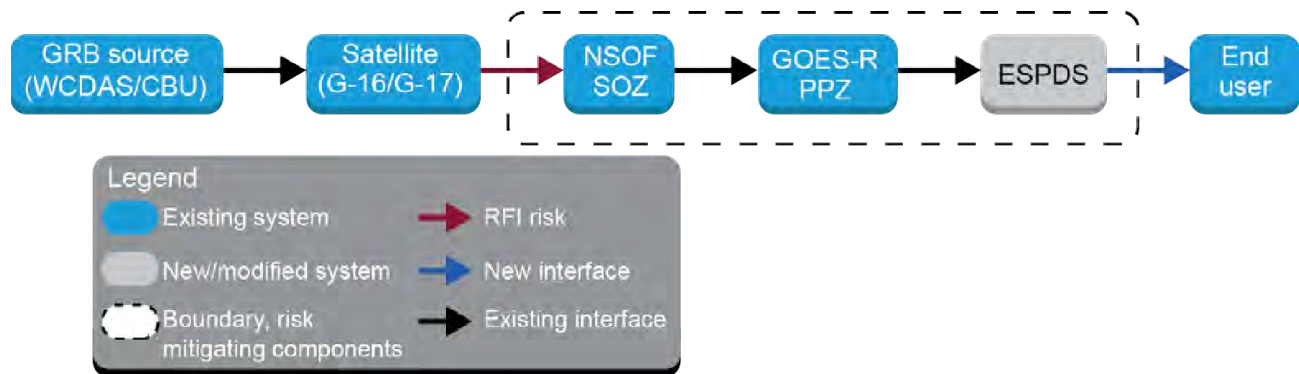 GRB source
(WCDAS/CBU)
Satellite
(G-16/G-17)
NSOF
SOZ
GOES-R
PPZ
ESPDS
End
user
Legend
Existing system
RFI risk
New/modified system
New interface
Boundary, risk
mitigating components
Existing interface